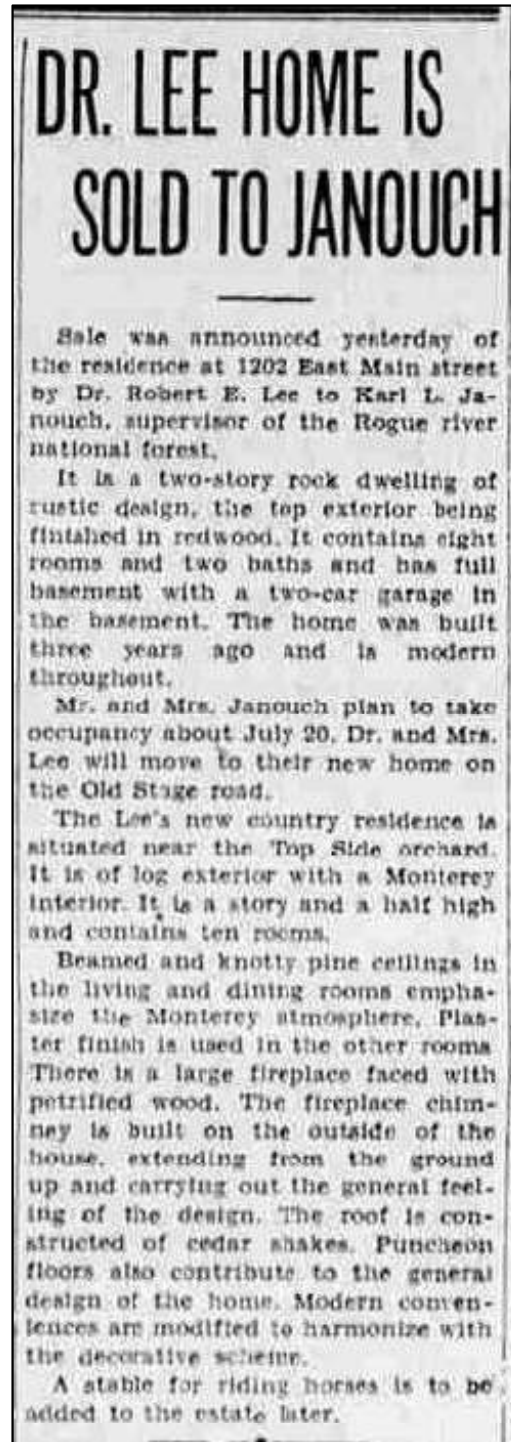 DR. LEE HOME IS
SOLD TO JANOUCH
Sale was announced yesterday of
the residence at 1202 East Main street
by Dr. Robert E. Lee to Karl L. Ja-
nouch, supervisor of the Rogue river
national forest.
It is a two-story rock dwelling of
rustic design, the top exterior being
finished in redwood. It contains eight
rooms and two baths and has full
basement with a two-car garage in
the basement. The home was built
three years ago and is modern
throughout.
Mr. and Mrs. Janouch plan to take
occupancy about July 20. Dr. and Mrs.
Lee will move to their new home on
the Old Stage road.
The Lee's new country residence is
situated near the Top Side orchard.
It is of log exterior with a Monterey
interior. It is a story and a half high
and contains ten rooms.
Beamed and knotty pine ceilings in
the living and dining rooms empha-
size the Monterey atmosphere. Plas-
ter finish is used in the other rooms
There is a large fireplace faced with
petrified wood. The fireplace chim-
ney is built on the outside of the
house, extending from the ground
up and carrying out the general feel-
ing of the design. The roof is con-
structed of cedar shakes. Puncheon
floors also contribute to the general
design of the home. Modern conven-
iences are modified to harmonize with
the decorative scheme.
A stable for riding horses is to be
added to the estate later.